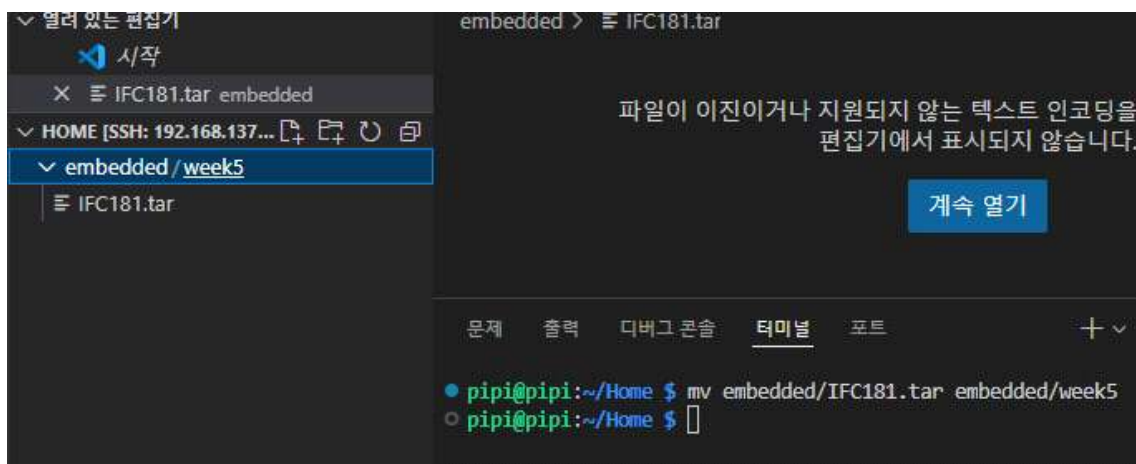 열려 있는 편집기
시작
IFC181.tar embedded
HOME [SSH: 192.168.137...
embedded / week5
IFC181.tar
embedded > IFC181.tar
파일이 이진이거나 지원되지 않는 텍스트 인코딩을
편집기에서 표시되지 않습니다.
계속 열기
문제 출력 디버그 콘솔 터미널 포트
pipi@pipi:~/Home $ mv embedded/IFC181.tar embedded/week5
pipi@pipi:~/Home $